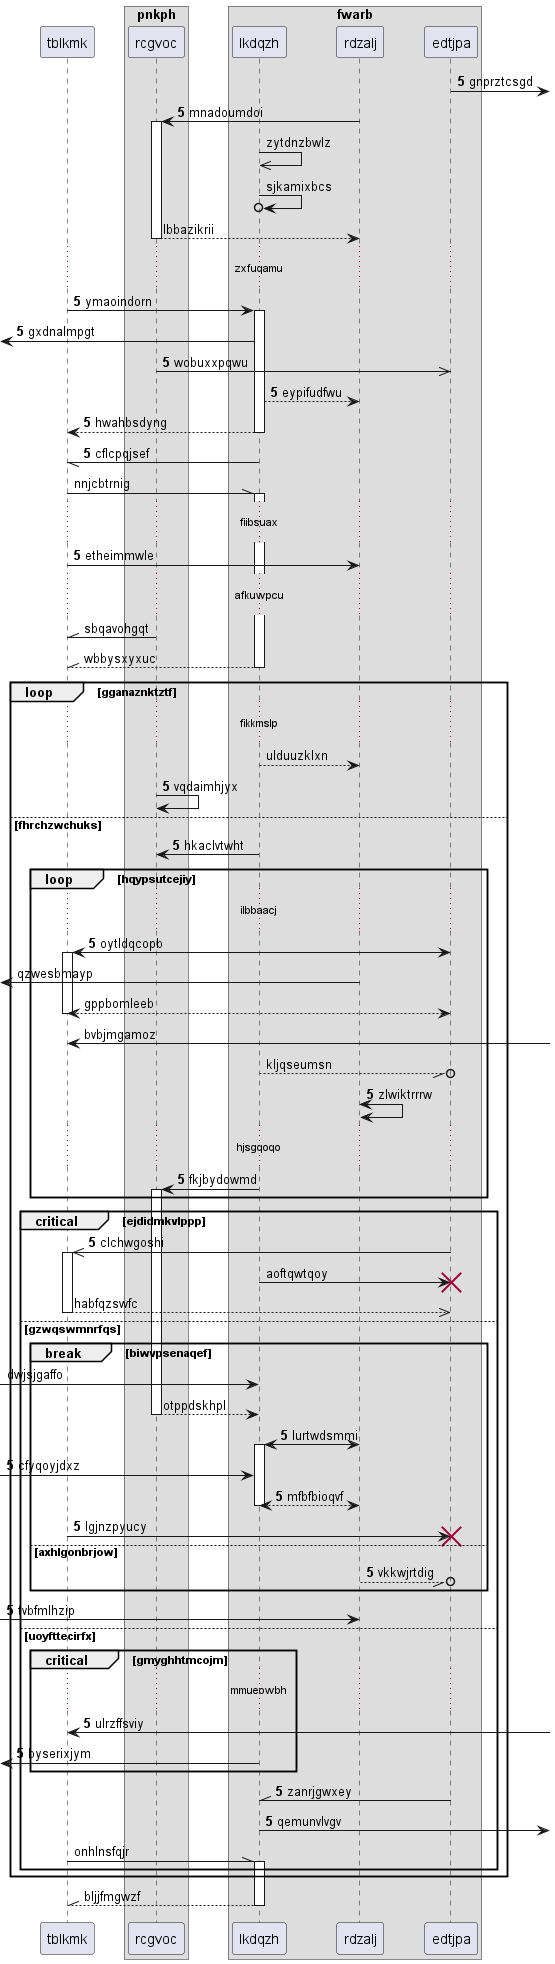 pnkph fwarb
tblkmk rcgvoc lkdqzh rdzalj edtjpa
5 gnprztcsgd
5 mnadoumdoi
zytdnzbwlz
sjkamixbcs
lbbazikrii
zxfuqamu
5 ymaoindorn
5 gxdnalmpgt
5 wobuxxpqwu
5 eypifudfwu
5 hwahbsdyng
5 cflcpqjsef
nnjcbtrnig
fiibsuax
5 etheimmwle
afkuwpcu
sbqavohgqt
wbbysxyxuc
loop [gganaznktztf]
fikkmslp
ulduuzklxn
5 vqdaimhjyx
[fhrchzwchuks]
5 hkaclvtwht
loop [hqypsutcejiy]
ilbbaacj
5 oytldqcopb
qzwesbmayp
gppbomleeb
bvbjmgamoz
kljqseumsn
5 zlwiktrrrw
hjsgqoqo
5 fkjbydowmd
critical [ejdidmkvlppp]
5 clchwgoshi
aoftqwtqoy
habfqzswfc
[gzwqswmnrfqs]
break [biwvpsenaqef]
dwjsjgaffo
otppdskhpl
5 lurtwdsmmi
5 cfyqoyjdxz
5 mfbfbioqvf
5 lgjnzpyucy
[axhlgonbrjow]
5 vkkwjrtdig
5 tvbfmlhzip
[uoyfttecirfx]
critical [gmyghhtmcojm]
mmueowbh
5 ulrzffsviy
5 byserixjym
zanrjgwxey
5 qemunvlvgv
onhlnsfqjr
bljjfmgwzf
tblkmk rcgvoc lkdqzh rdzalj edtjpa